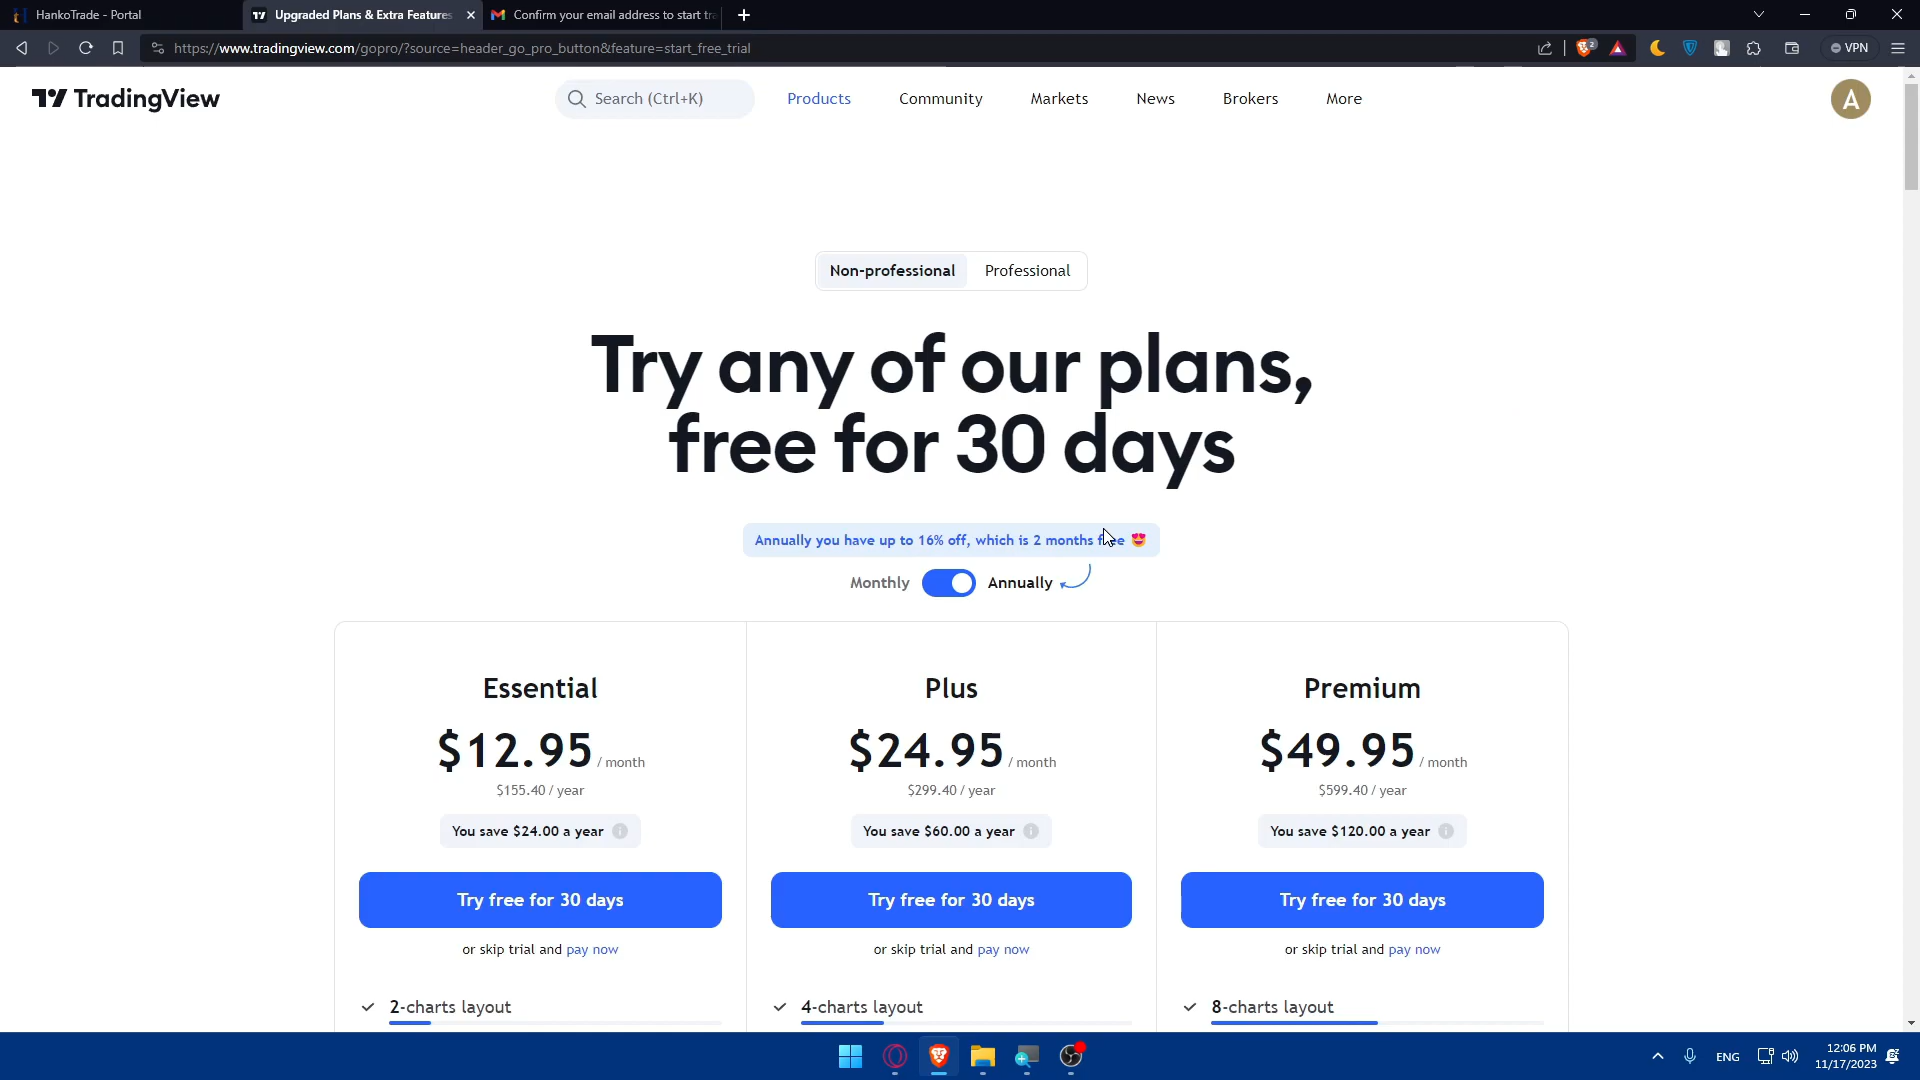 HankoTrade - Portal
Upgraded Plans & Extra Features
Confirm your email address to start tr
https://www.tradingview.com/gopro/?source=header_go_pro_button&feature=start_free_trial
2
VPN
TradingView
Search (Ctrl+K)
Products
Community
Markets
News
Brokers
More
A
Non-professional
Professional
Try any of our plans,
free for 30 days
Annually you have up to 16% off, which is 2 months free 😍
Monthly
Annually
Essential
$12.95 / month
$155.40 / year
You save $24.00 a year
Try free for 30 days
or skip trial and pay now
2-charts layout
Plus
$24.95 / month
$299.40 / year
You save $60.00 a year
Try free for 30 days
or skip trial and pay now
4-charts layout
Premium
$49.95 / month
$599.40 / year
You save $120.00 a year
Try free for 30 days
or skip trial and pay now
8-charts layout
ENG
12:06 PM
11/17/2023